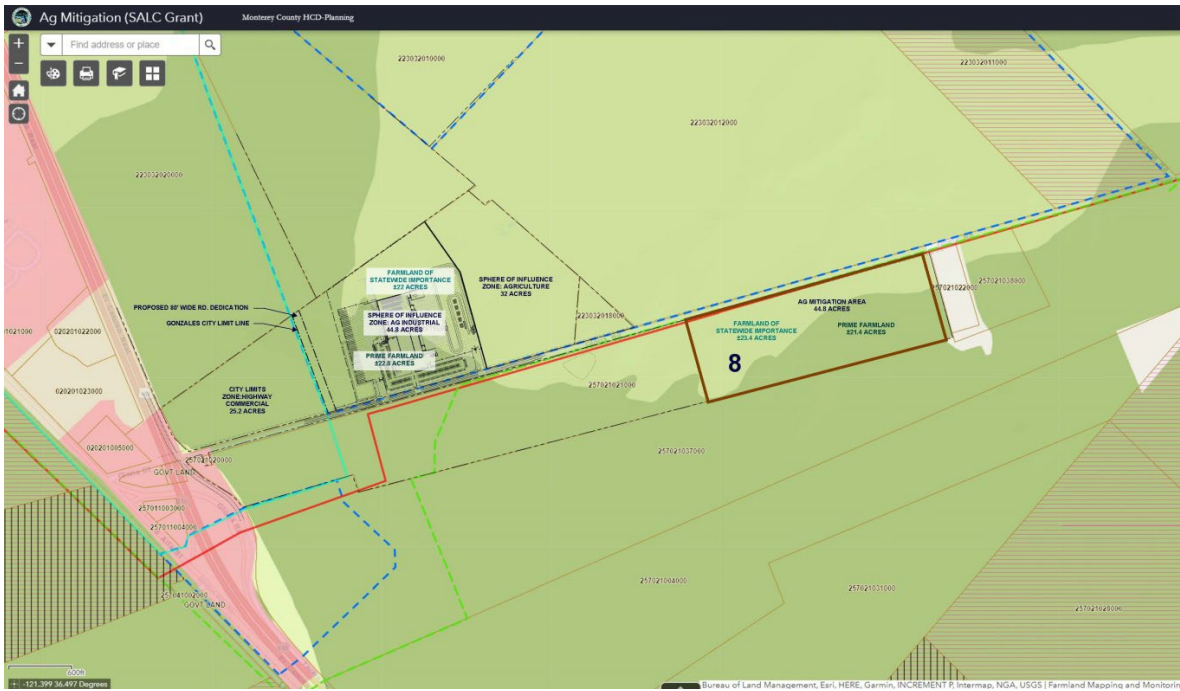 Ag Mitigation (SALC Grant)
Monterey County HCD-Planning
Find address or place
223032010000
223032011000
223032012000
223032020000
FARMLAND OF
STATEWIDE IMPORTANCE
±22 ACRES
SPHERE OF INFLUENCE
ZONE: AGRICULTURE
32 ACRES
PROPOSED 80' WIDE RD. DEDICATION
GONZALES CITY LIMIT LINE
SPHERE OF INFLUENCE
ZONE: AG INDUSTRIAL
44.8 ACRES
223032018000
PRIME FARMLAND
±22.8 ACRES
257021022000
257021038000
AG MITIGATION AREA
44.8 ACRES
FARMLAND OF
STATEWIDE IMPORTANCE
±23.4 ACRES
PRIME FARMLAND
±21.4 ACRES
8
020201022000
020201023000
257021021000
CITY LIMITS
ZONE:HIGHWAY
COMMERCIAL
25.2 ACRES
020201005000
257021020000
GOVT LAND
257021037000
257011003000
257011004000
257021004000
257021031000
257041002000
GOVT LAND
257021028000
600ft
-121.399 36.497 Degrees
Bureau of Land Management, Esri, HERE, Garmin, INCREMENT P, Intermap, NGA, USGS | Farmland Mapping and Monitorin